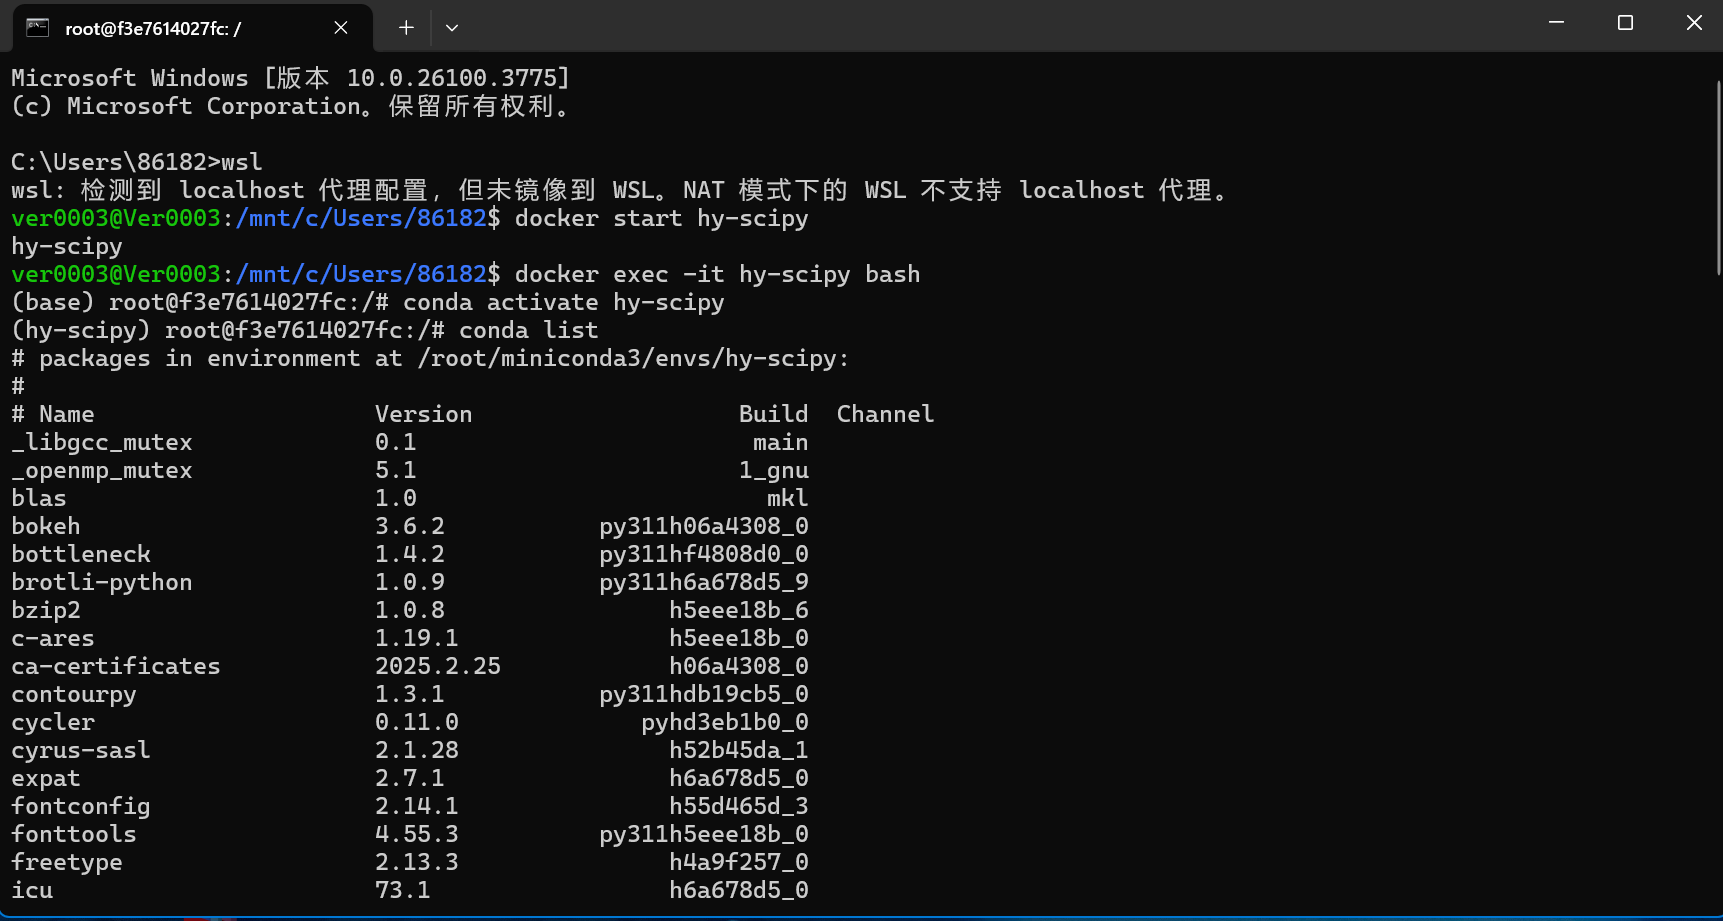 root@f3e7614027fc: /
Microsoft Windows [版本 10.0.26100.3775]
(c) Microsoft Corporation。保留所有权利。
C:\Users\86182>wsl
wsl: 检测到 localhost 代理配置，但未镜像到 WSL。NAT 模式下的 WSL 不支持 localhost 代理。
ver0003@Ver0003:/mnt/c/Users/86182$ docker start hy-scipy
hy-scipy
ver0003@Ver0003:/mnt/c/Users/86182$ docker exec -it hy-scipy bash
(base) root@f3e7614027fc:/# conda activate hy-scipy
(hy-scipy) root@f3e7614027fc:/# conda list
# packages in environment at /root/miniconda3/envs/hy-scipy:
#
# Name                    Version                   Build  Channel
_libgcc_mutex             0.1                        main
_openmp_mutex             5.1                       1_gnu
blas                      1.0                         mkl
bokeh                     3.6.2           py311h06a4308_0
bottleneck                1.4.2           py311hf4808d0_0
brotli-python             1.0.9           py311h6a678d5_9
bzip2                     1.0.8                h5eee18b_6
c-ares                    1.19.1               h5eee18b_0
ca-certificates           2025.2.25            h06a4308_0
contourpy                 1.3.1           py311hdb19cb5_0
cycler                    0.11.0             pyhd3eb1b0_0
cyrus-sasl                2.1.28               h52b45da_1
expat                     2.7.1                h6a678d5_0
fontconfig                2.14.1               h55d465d_3
fonttools                 4.55.3          py311h5eee18b_0
freetype                  2.13.3               h4a9f257_0
icu                       73.1                 h6a678d5_0